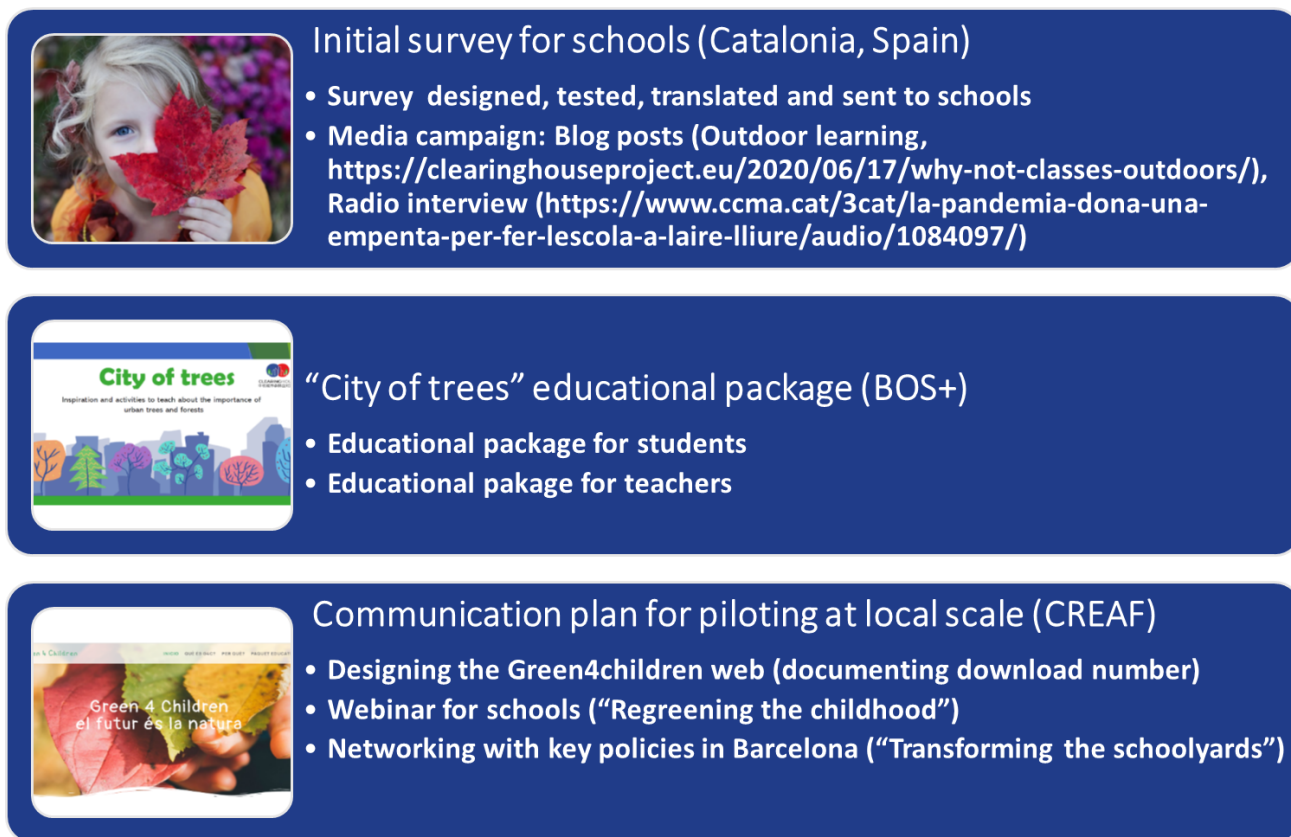 Initial survey for schools (Catalonia, Spain)
• Survey designed, tested, translated and sent to schools
• Media campaign: Blog posts (Outdoor learning,
https://clearinghouseproject.eu/2020/06/17/why-not-classes-outdoors/),
Radio interview (https://www.ccma.cat/3cat/la-pandemia-dona-una-
empenta-per-fer-lescola-a-laire-lliure/audio/1084097/)
City of trees
Inspiration and activities to teach about the importance of
urban trees and forests
“City of trees” educational package (BOS+)
• Educational package for students
• Educational pakage for teachers
Communication plan for piloting at local scale (CREAF)
• Designing the Green4children web (documenting download number)
• Webinar for schools (“Regreening the childhood”)
• Networking with key policies in Barcelona (“Transforming the schoolyards”)
en 4 Children
Green 4 Children
el futur és la natura